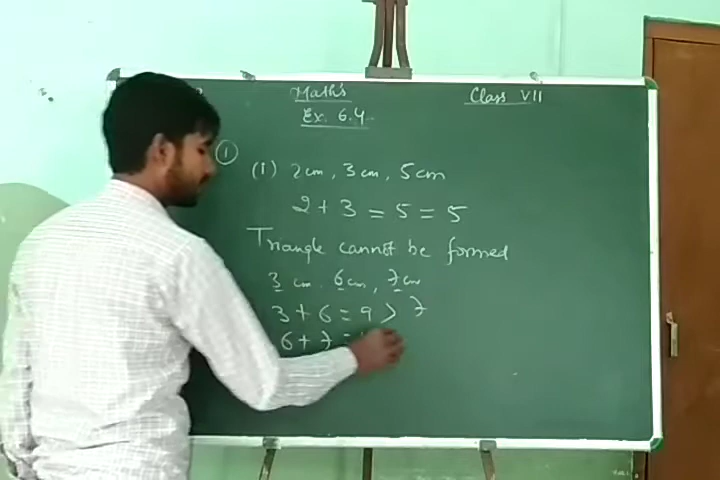 Maths Class VII
Ex. 6.4
① (i) 2 cm, 3 cm, 5 cm
2 + 3 = 5 = 5
Triangle cannot be formed
3 cm. 6 cm, 7 cm
3 + 6 = 9 > 7
6 + 7 =